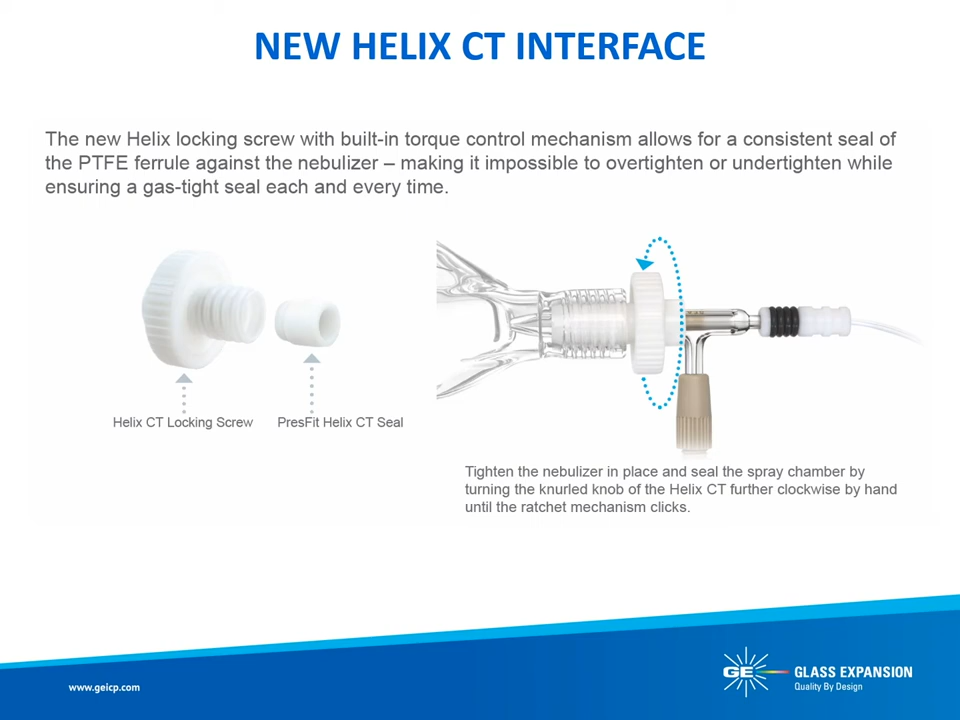 NEW HELIX CT INTERFACE
The new Helix locking screw with built-in torque control mechanism allows for a consistent seal of
the PTFE ferrule against the nebulizer – making it impossible to overtighten or undertighten while
ensuring a gas-tight seal each and every time.
Helix CT Locking Screw
PresFit Helix CT Seal
Tighten the nebulizer in place and seal the spray chamber by
turning the knurled knob of the Helix CT further clockwise by hand
until the ratchet mechanism clicks.
www.geicp.com
GE
GLASS EXPANSION
Quality By Design